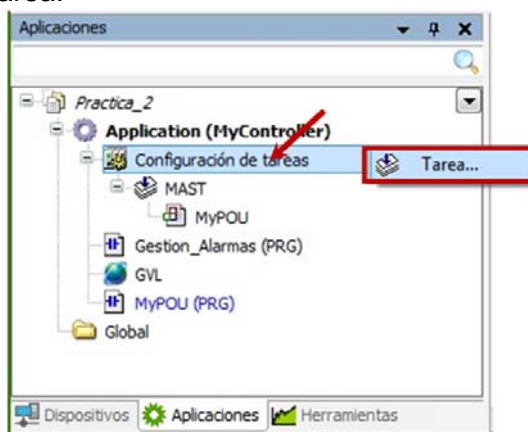 Aplicaciones
Practica_2
Application (MyController)
Configuración de tareas
Tarea...
MAST
MyPOU
Gestion_Alarmas (PRG)
GVL
MyPOU (PRG)
Global
Dispositivos Aplicaciones Herramientas